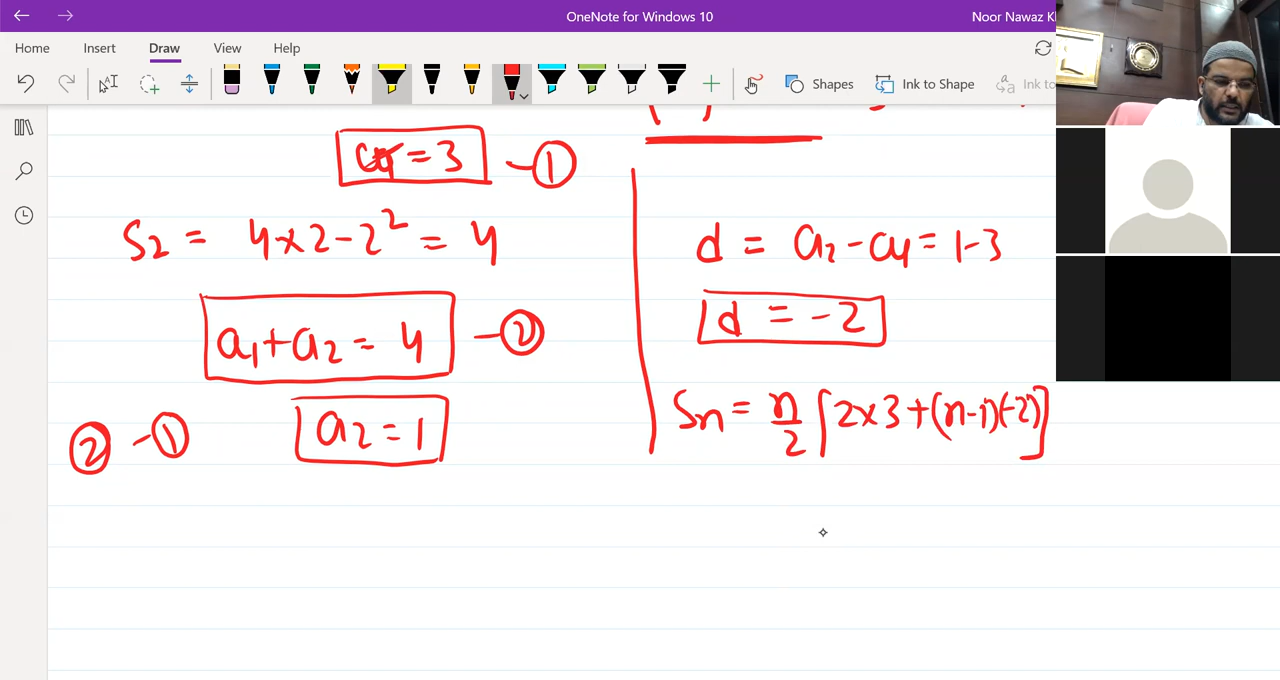 OneNote for Windows 10
Noor Nawaz K
Home Insert Draw View Help
Shapes Ink to Shape Ink to
a1 = 3 - ①
S2 = 4×2-2² = 4
a1+a2 = 4 - ②
② - ① a2 = 1
d = a2 - a1 = 1-3
d = -2
Sn = n/2 [2×3+(n-1)(-2)]